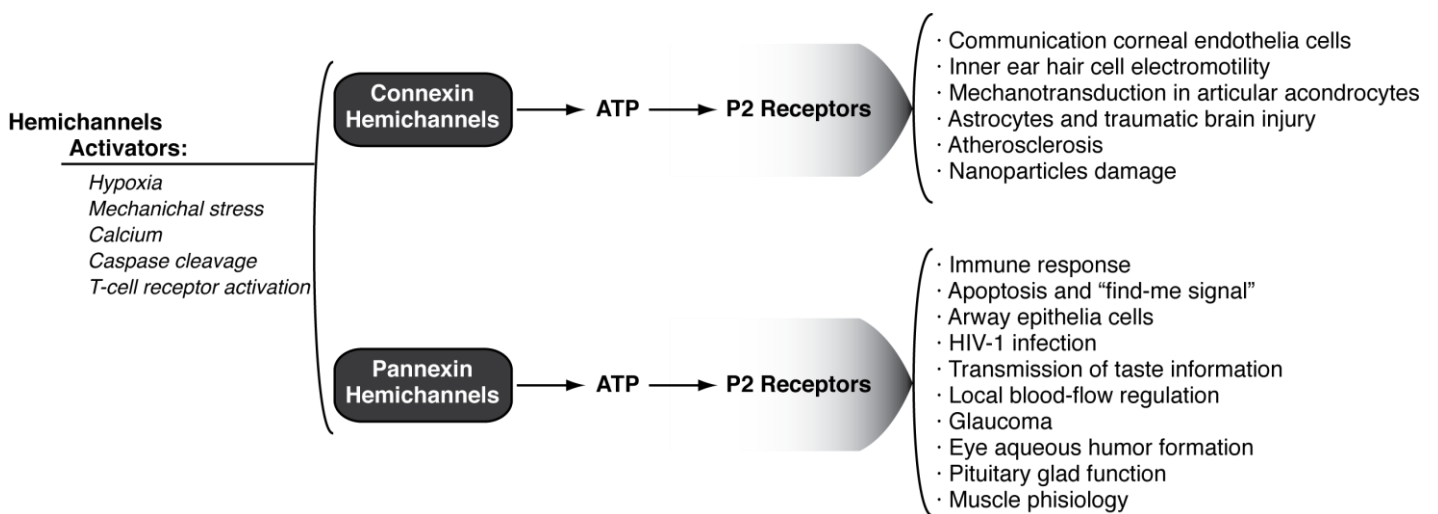 Hemichannels
Activators:
Hypoxia
Mechanichal stress
Calcium
Caspase cleavage
T-cell receptor activation
Connexin
Hemichannels
ATP
P2 Receptors
· Communication corneal endothelia cells
· Inner ear hair cell electromotility
· Mechanotransduction in articular acondrocytes
· Astrocytes and traumatic brain injury
· Atherosclerosis
· Nanoparticles damage
Pannexin
Hemichannels
ATP
P2 Receptors
· Immune response
· Apoptosis and “find-me signal”
· Arway epithelia cells
· HIV-1 infection
· Transmission of taste information
· Local blood-flow regulation
· Glaucoma
· Eye aqueous humor formation
· Pituitary glad function
· Muscle phisiology